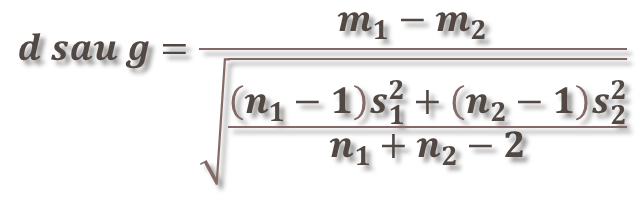 d sau g = m₁ − m₂
(n₁ − 1)s₁² + (n₂ − 1)s₂²
n₁ + n₂ − 2